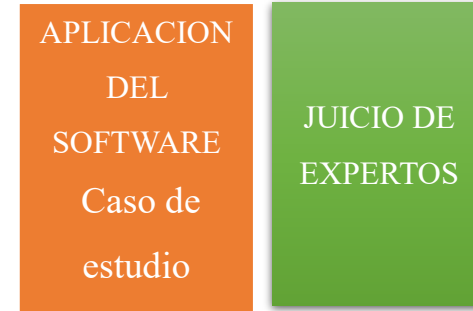 APLICACION
DEL
SOFTWARE
Caso de
estudio
JUICIO DE
EXPERTOS